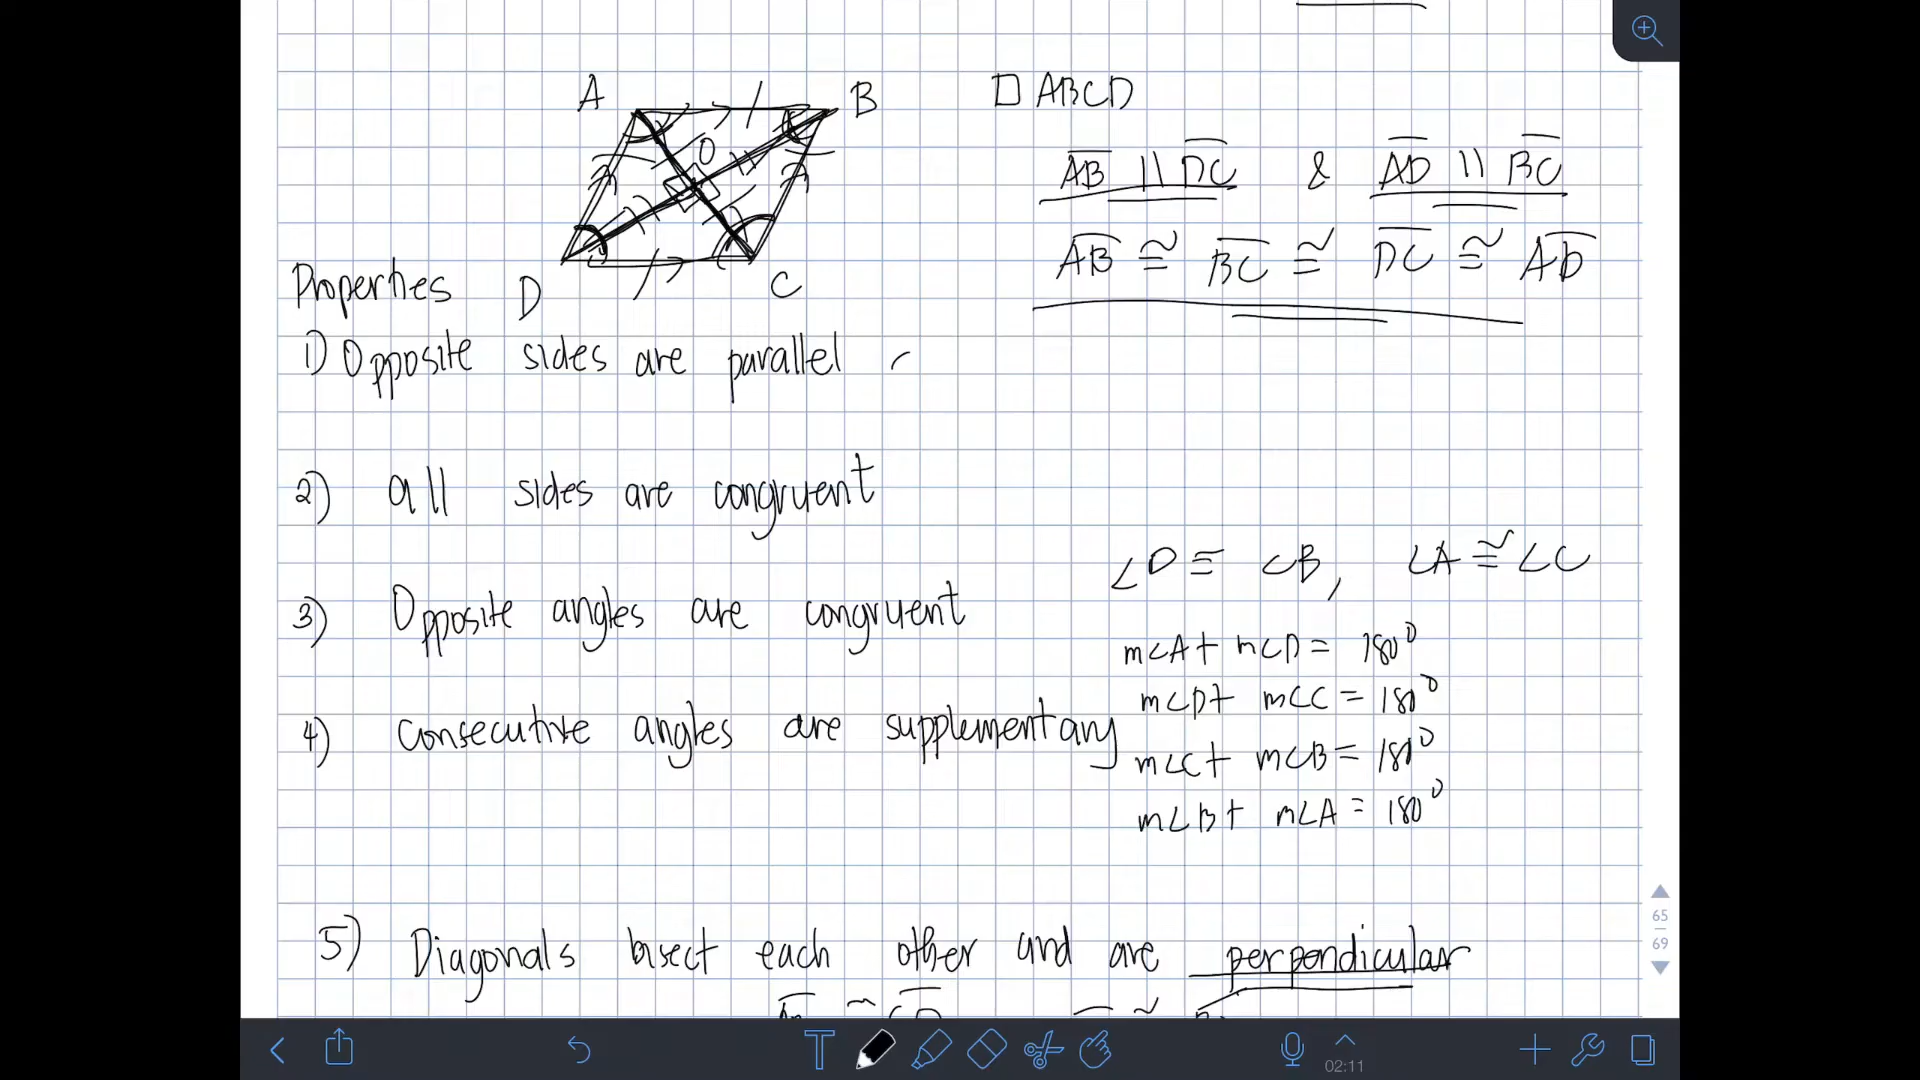 A B
O
D C
□ ABCD
AB || DC & AD || BC
AB ≅ BC ≅ DC ≅ AD
Properties
1) Opposite sides are parallel
2) all sides are congruent
3) Opposite angles are congruent
∠D ≅ ∠B, ∠A ≅ ∠C
4) consecutive angles are supplementary
m∠A + m∠D = 180°
m∠D + m∠C = 180°
m∠C + m∠B = 180°
m∠B + m∠A = 180°
5) Diagonals bisect each other and are perpendicular
65
69
T
02:11